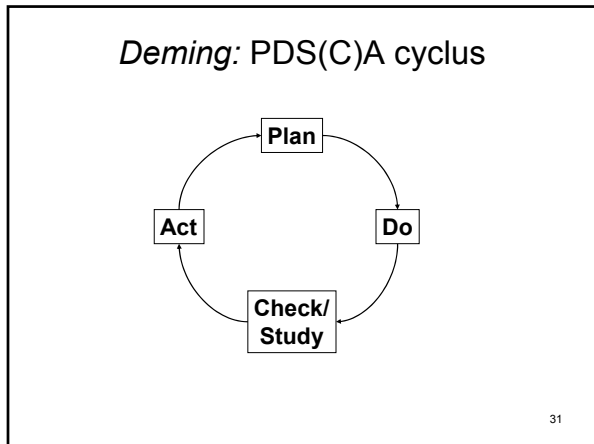 Deming: PDS(C)A cyclus
Plan
Act
Do
Check/
Study
31